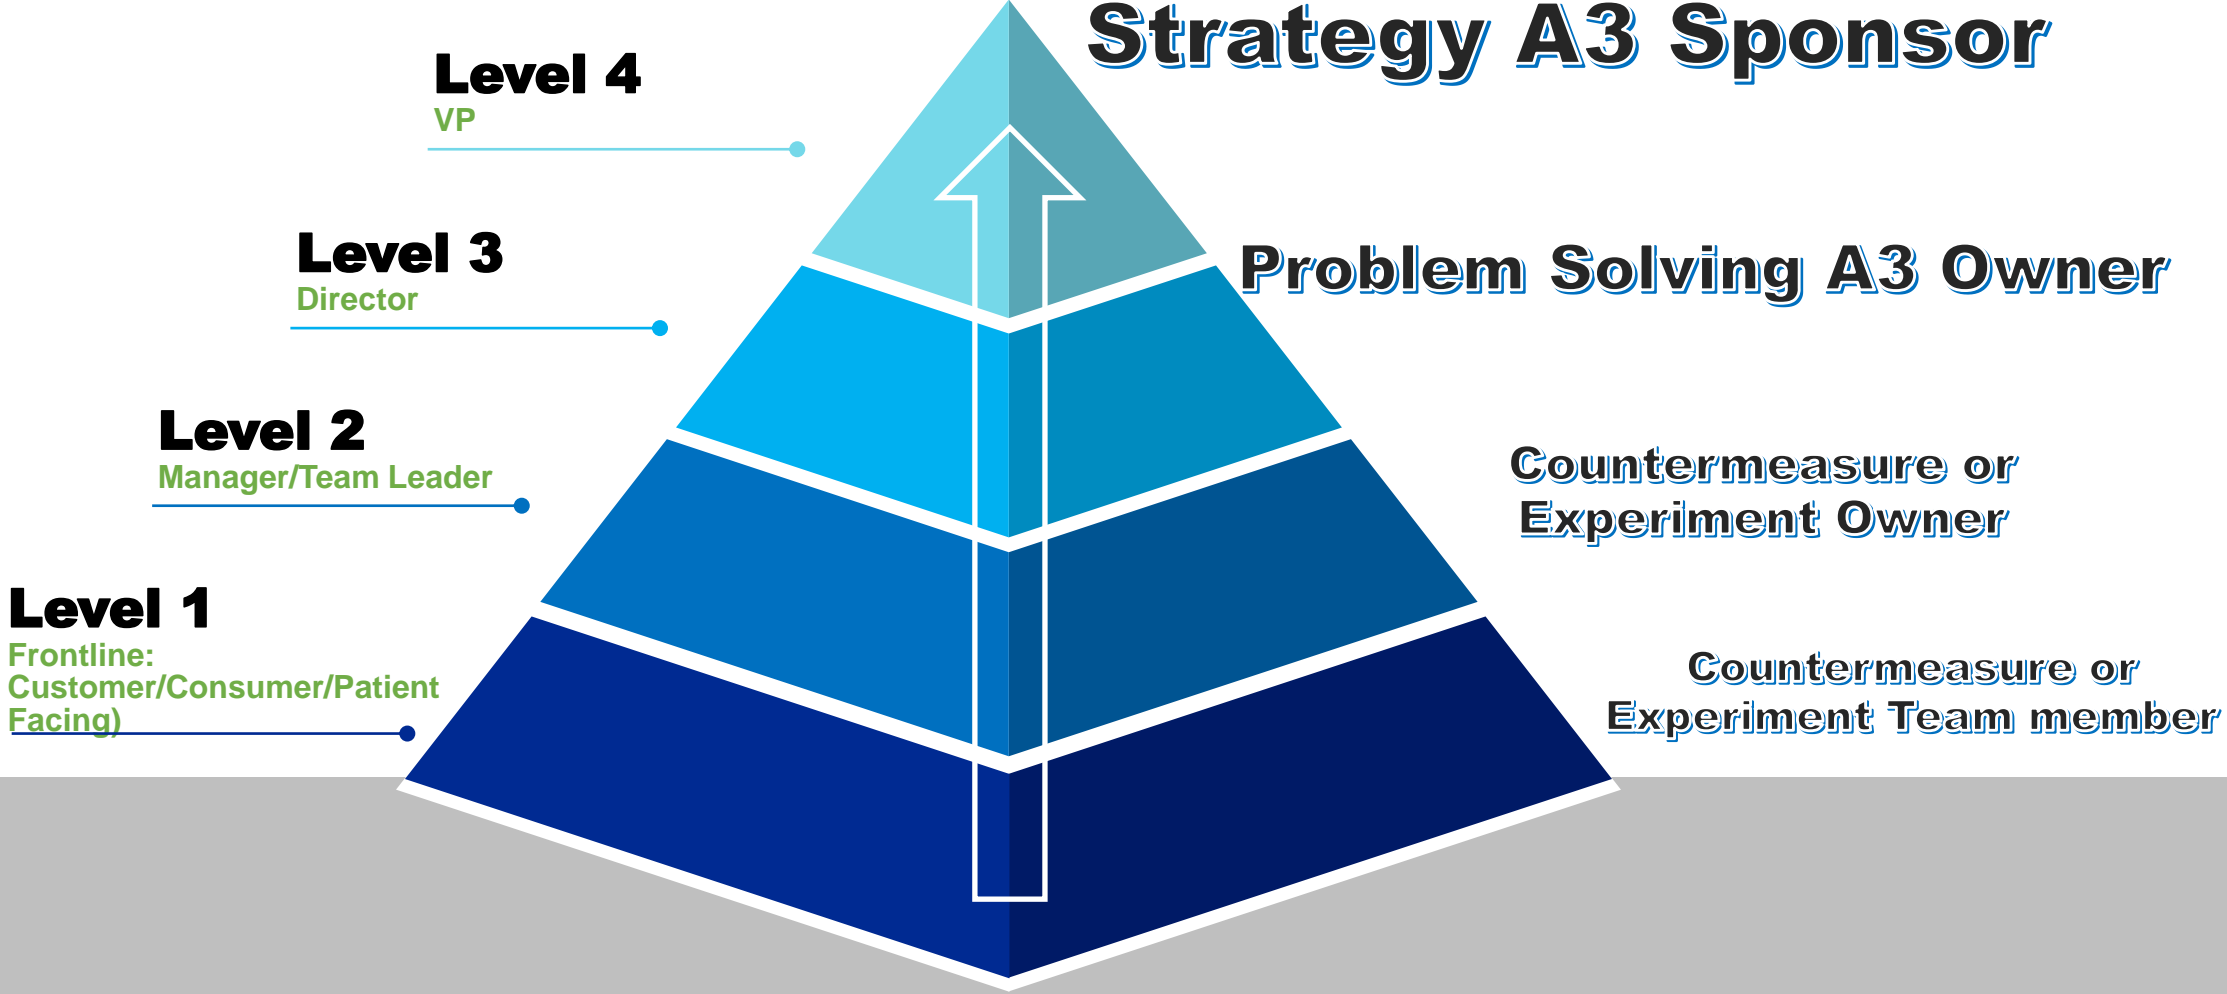 Strategy A3 Sponsor
Level 4
VP
Level 3
Director
Problem Solving A3 Owner
Level 2
Manager/Team Leader
Countermeasure or
Experiment Owner
Level 1
Frontline:
Customer/Consumer/Patient
Facing)
Countermeasure or
Experiment Team member